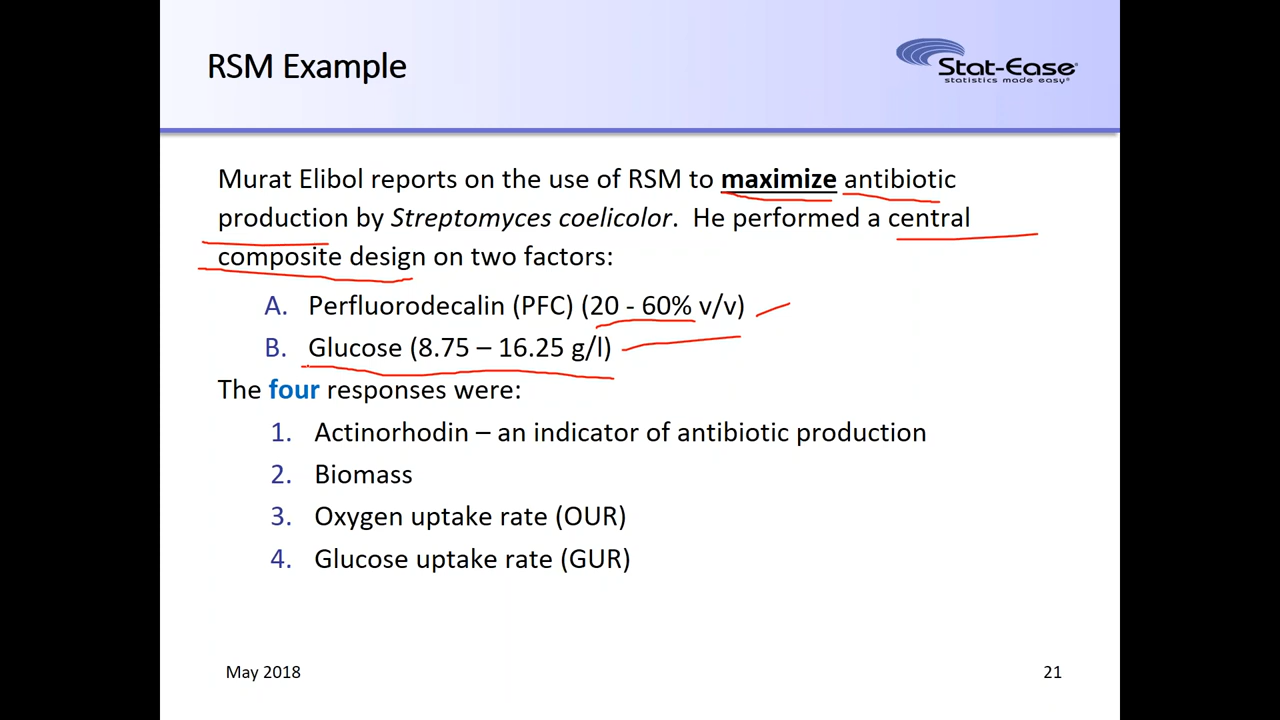 RSM Example
Stat-Ease
statistics made easy®
Murat Elibol reports on the use of RSM to maximize antibiotic
production by Streptomyces coelicolor. He performed a central
composite design on two factors:
A. Perfluorodecalin (PFC) (20 - 60% v/v)
B. Glucose (8.75 – 16.25 g/l)
The four responses were:
1. Actinorhodin – an indicator of antibiotic production
2. Biomass
3. Oxygen uptake rate (OUR)
4. Glucose uptake rate (GUR)
May 2018
21